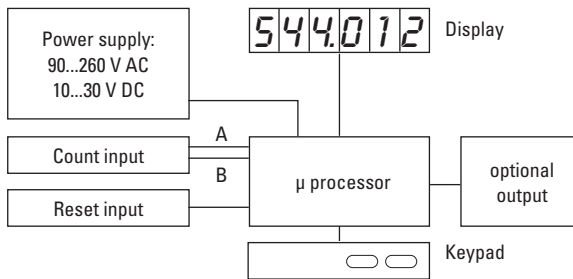 Power supply:
90...260 V AC
10...30 V DC
544.012
Display
A
Count input
B
µ processor
optional
output
Reset input
Keypad